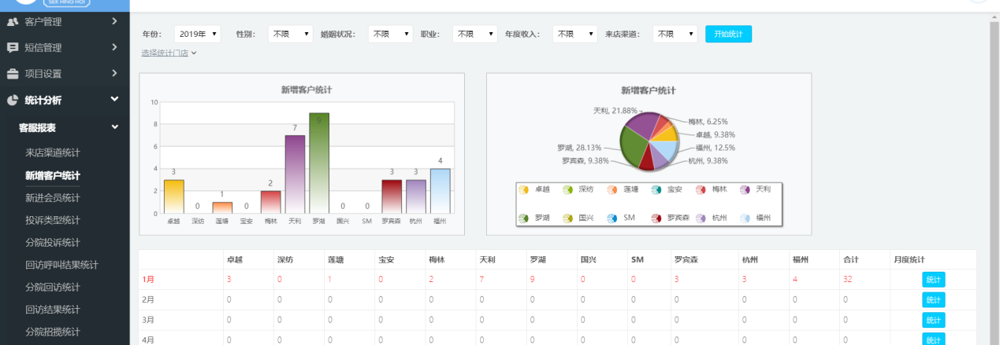 SEK HING HOI
客户管理
短信管理
项目设置
统计分析
客服报表
来店渠道统计
新增客户统计
新进会员统计
投诉类型统计
分院投诉统计
回访呼叫结果统计
分院回访统计
回访结果统计
分院招揽统计
年份: 2019年 性别: 不限 婚姻状况: 不限 职业: 不限 年度收入: 不限 来店渠道: 不限 开始统计
选择统计门店
新增客户统计
10
8
6
4
2
0
3 0 1 0 2 7 9 0 0 3 3 4
卓越 深纺 莲塘 宝安 梅林 天利 罗湖 国兴 SM 罗宾森 杭州 福州
新增客户统计
天利, 21.88%
梅林, 6.25%
卓越, 9.38%
罗湖, 28.13%
福州, 12.5%
罗宾森, 9.38%
杭州, 9.38%
卓越 深纺 莲塘 宝安 梅林 天利
罗湖 国兴 SM 罗宾森 杭州 福州
卓越 深纺 莲塘 宝安 梅林 天利 罗湖 国兴 SM 罗宾森 杭州 福州 合计 月度统计
1月 3 0 1 0 2 7 9 0 0 3 3 4 32 统计
2月 0 0 0 0 0 0 0 0 0 0 0 0 0 统计
3月 0 0 0 0 0 0 0 0 0 0 0 0 0 统计
4月 0 0 0 0 0 0 0 0 0 0 0 0 0 统计